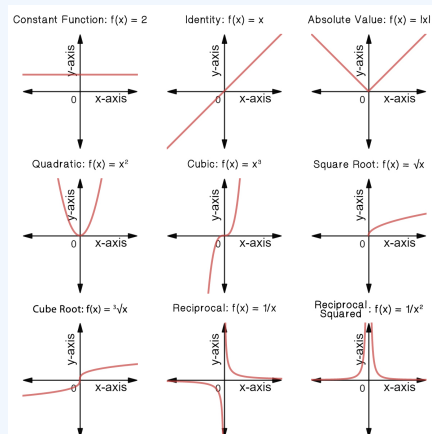 Constant Function: f(x) = 2
Identity: f(x) = x
Absolute Value: f(x) = |x|
y-axis
0
x-axis
y-axis
0
x-axis
y-axis
0
x-axis
Quadratic: f(x) = x²
Cubic: f(x) = x³
Square Root: f(x) = √x
y-axis
0
x-axis
y-axis
0
x-axis
y-axis
0
x-axis
Cube Root: f(x) = ³√x
Reciprocal: f(x) = 1/x
Reciprocal
Squared : f(x) = 1/x²
y-axis
0
x-axis
y-axis
0
x-axis
y-axis
0
x-axis